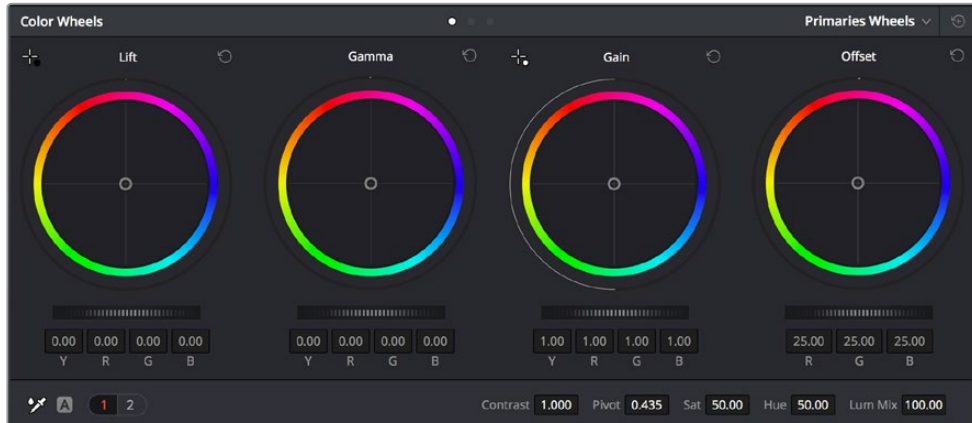 Color Wheels Primaries Wheels
Lift Gamma Gain Offset
0.00 0.00 0.00 0.00 0.00 0.00 0.00 0.00 1.00 1.00 1.00 1.00 25.00 25.00 25.00
Y R G B Y R G B Y R G B R G B
A 1 2 Contrast 1.000 Pivot 0.435 Sat 50.00 Hue 50.00 Lum Mix 100.00